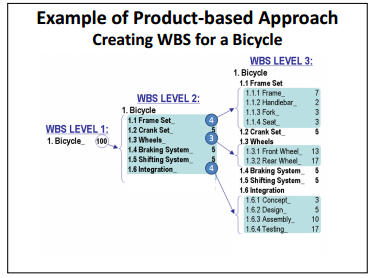 Example of Product-based Approach
Creating WBS for a Bicycle
WBS LEVEL 1:
1. Bicycle_ 100
WBS LEVEL 2:
1. Bicycle
1.1 Frame Set_ 4
1.2 Crank Set_ 5
1.3 Wheels_ 3
1.4 Braking System_ 5
1.5 Shifting System_ 5
1.6 Integration_ 4
WBS LEVEL 3:
1. Bicycle
1.1 Frame Set
1.1.1 Frame_ 7
1.1.2 Handlebar_ 2
1.1.3 Fork_ 3
1.1.4 Seat_ 3
1.2 Crank Set_ 5
1.3 Wheels
1.3.1 Front Wheel_ 13
1.3.2 Rear Wheel_ 17
1.4 Braking System_ 5
1.5 Shifting System_ 5
1.6 Integration
1.6.1 Concept_ 3
1.6.2 Design_ 5
1.6.3 Assembly_ 10
1.6.4 Testing_ 17